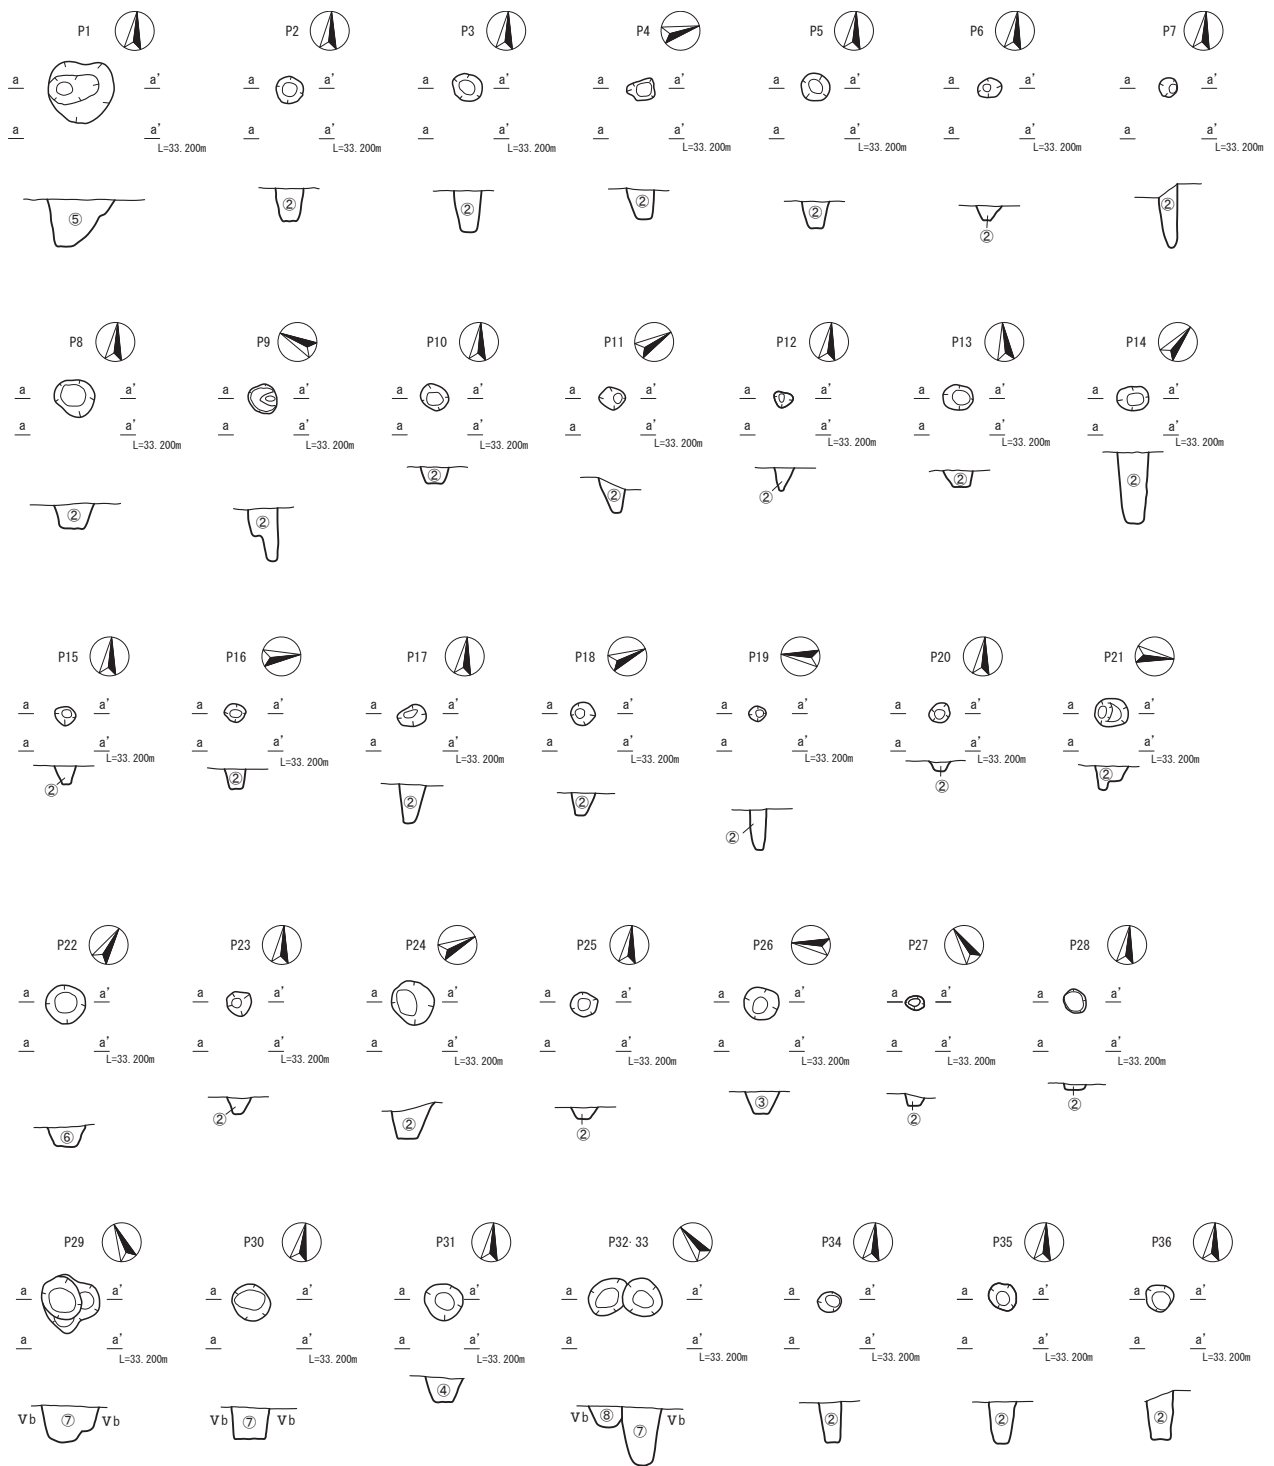 P1 P2 P3 P4 P5 P6 P7
a a' a a' a a' a a' a a' a a' a a'
a a' a a' a a' a a' a a' a a' a a'
L=33.200m L=33.200m L=33.200m L=33.200m L=33.200m L=33.200m L=33.200m
⑤ ② ② ② ② ② ②
P8 P9 P10 P11 P12 P13 P14
a a' a a' a a' a a' a a' a a' a a'
a a' a a' a a' a a' a a' a a' a a'
L=33.200m L=33.200m L=33.200m L=33.200m L=33.200m L=33.200m L=33.200m
② ② ② ② ② ② ②
P15 P16 P17 P18 P19 P20 P21
a a' a a' a a' a a' a a' a a' a a'
a a' a a' a a' a a' a a' a a' a a'
L=33.200m L=33.200m L=33.200m L=33.200m L=33.200m L=33.200m L=33.200m
② ② ② ② ② ② ②
P22 P23 P24 P25 P26 P27 P28
a a' a a' a a' a a' a a' a a' a a'
a a' a a' a a' a a' a a' a a' a a'
L=33.200m L=33.200m L=33.200m L=33.200m L=33.200m L=33.200m L=33.200m
⑥ ② ② ② ③ ② ②
P29 P30 P31 P32·33 P34 P35 P36
a a' a a' a a' a a' a a' a a' a a'
a a' a a' a a' a a' a a' a a' a a'
L=33.200m L=33.200m L=33.200m L=33.200m L=33.200m L=33.200m L=33.200m
Ⅴb ⑦ Ⅴb Ⅴb ⑦ Ⅴb ④ Ⅴb ⑧ ⑦ Ⅴb ② ② ②